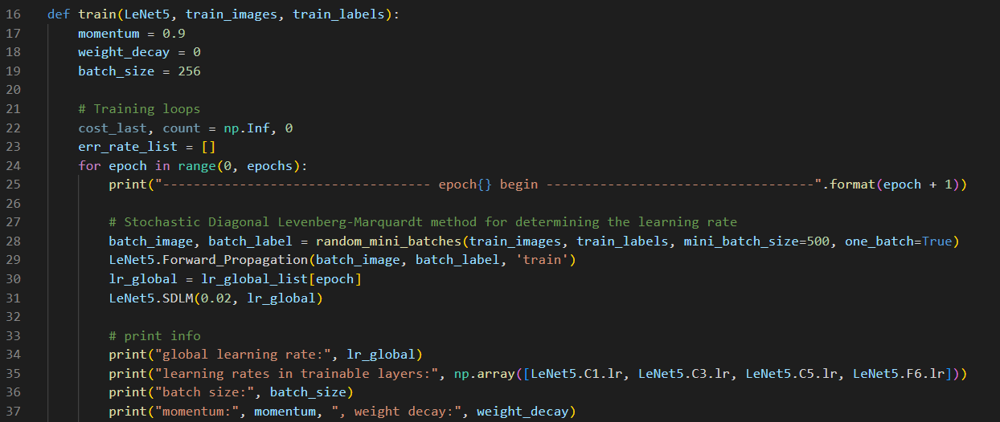 16 def train(LeNet5, train_images, train_labels):
17     momentum = 0.9
18     weight_decay = 0
19     batch_size = 256
20
21     # Training loops
22     cost_last, count = np.Inf, 0
23     err_rate_list = []
24     for epoch in range(0, epochs):
25         print("----------------------------------- epoch{} begin -----------------------------------".format(epoch + 1))
26
27         # Stochastic Diagonal Levenberg-Marquardt method for determining the learning rate
28         batch_image, batch_label = random_mini_batches(train_images, train_labels, mini_batch_size=500, one_batch=True)
29         LeNet5.Forward_Propagation(batch_image, batch_label, 'train')
30         lr_global = lr_global_list[epoch]
31         LeNet5.SDLM(0.02, lr_global)
32
33         # print info
34         print("global learning rate:", lr_global)
35         print("learning rates in trainable layers:", np.array([LeNet5.C1.lr, LeNet5.C3.lr, LeNet5.C5.lr, LeNet5.F6.lr]))
36         print("batch size:", batch_size)
37         print("momentum:", momentum, ", weight decay:", weight_decay)